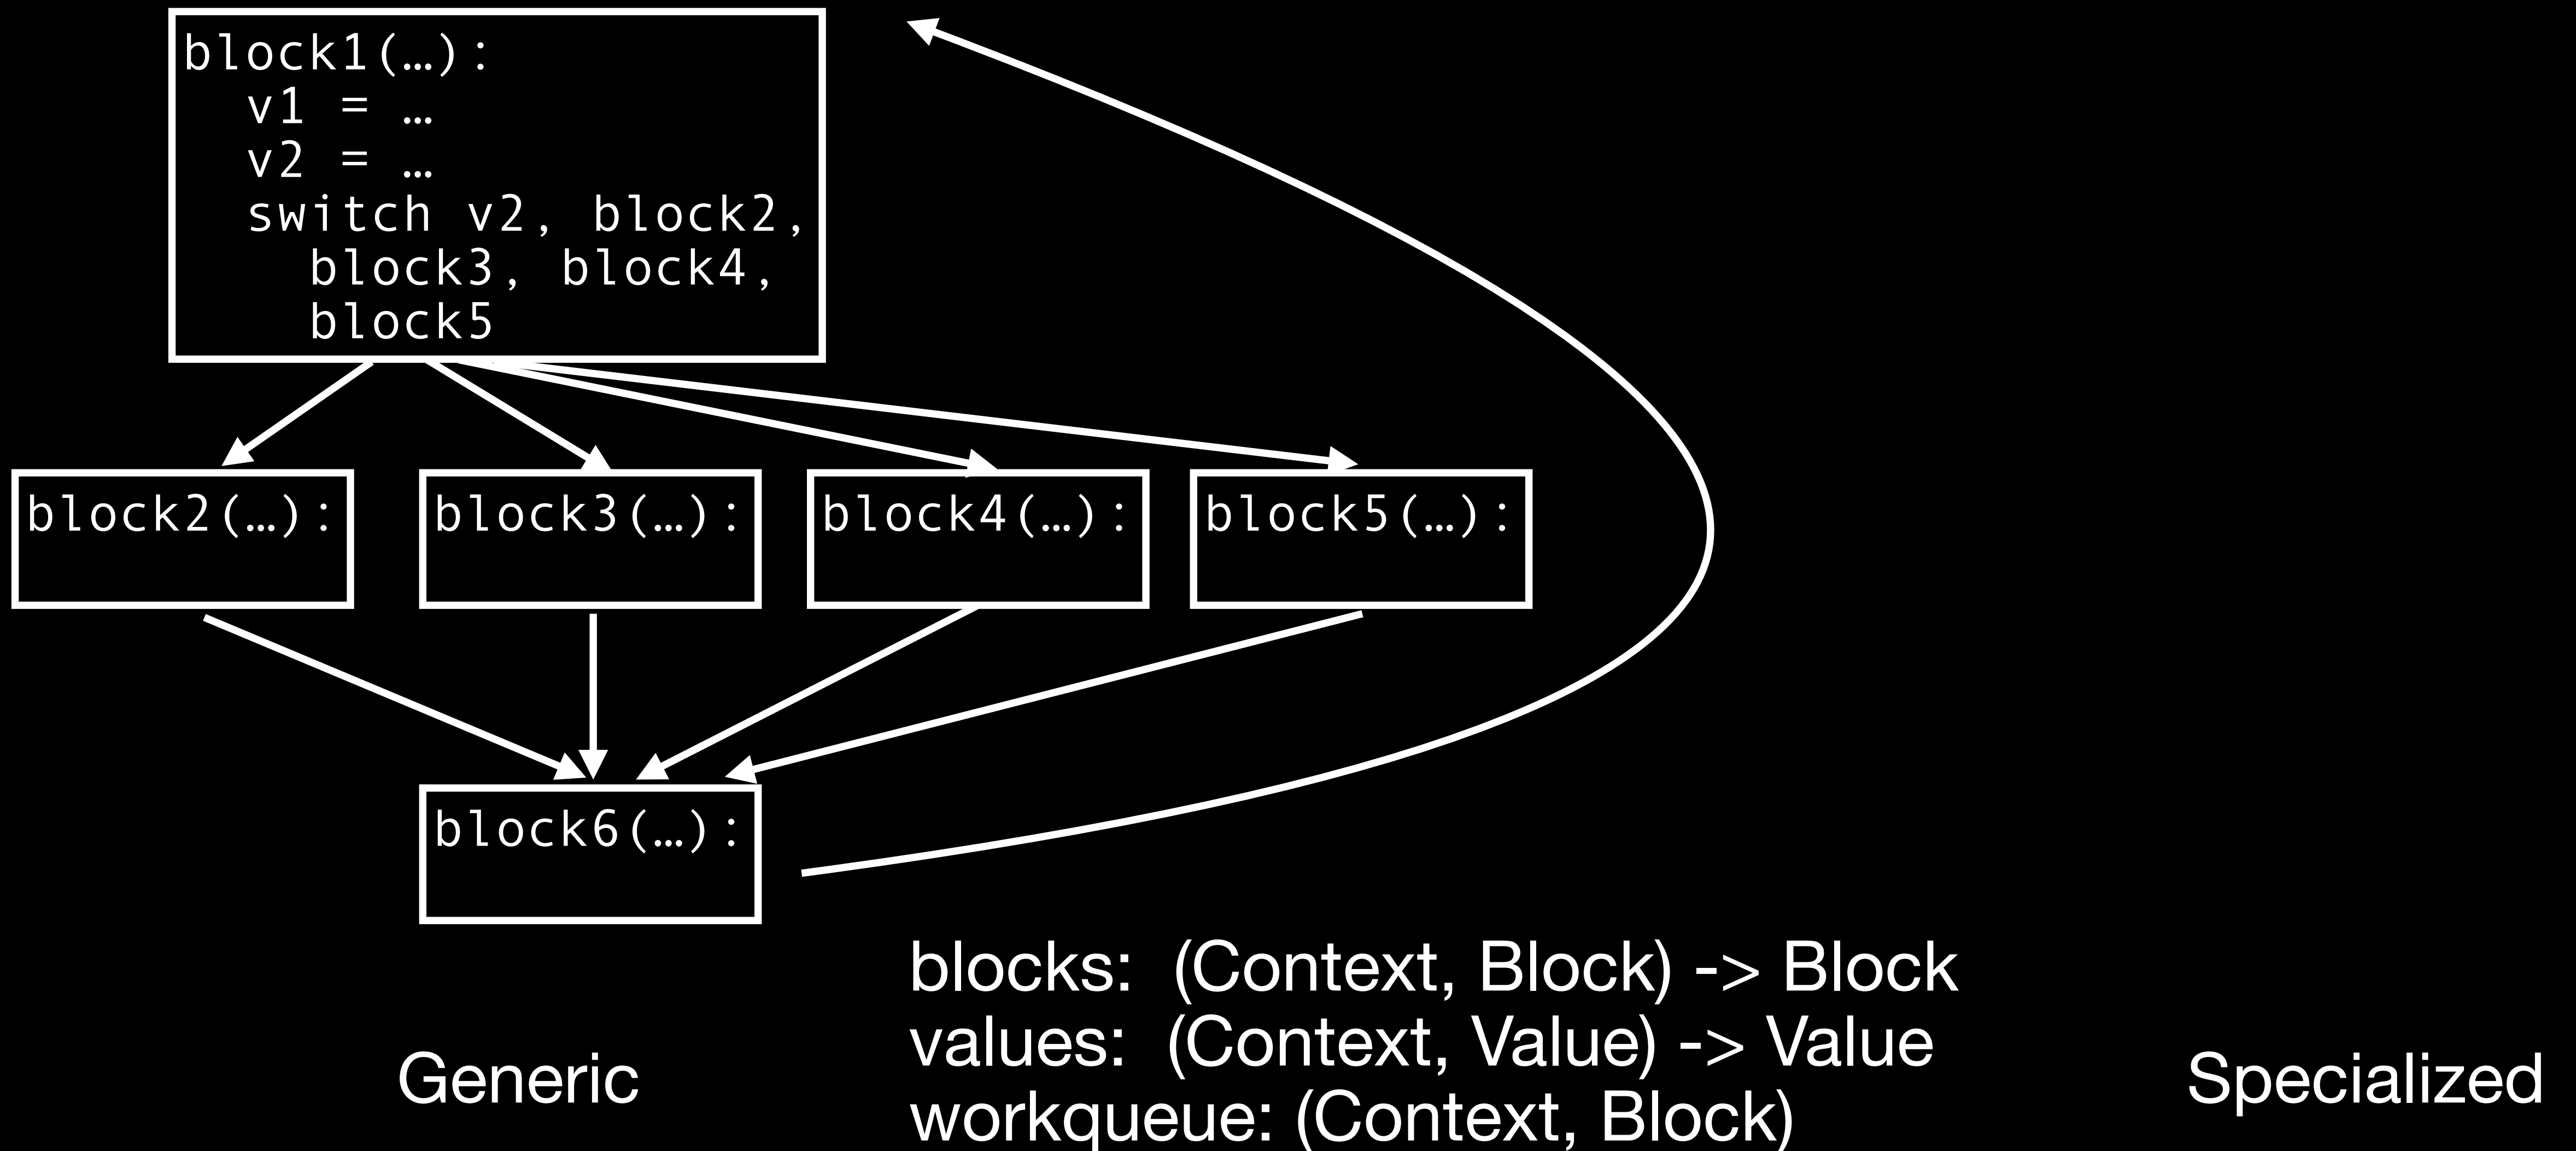 block1(…):
v1 = …
v2 = …
switch v2, block2,
block3, block4,
block5
block2(…):
block3(…):
block4(…):
block5(…):
block6(…):
Generic
blocks: (Context, Block) -> Block
values: (Context, Value) -> Value
workqueue: (Context, Block)
Specialized